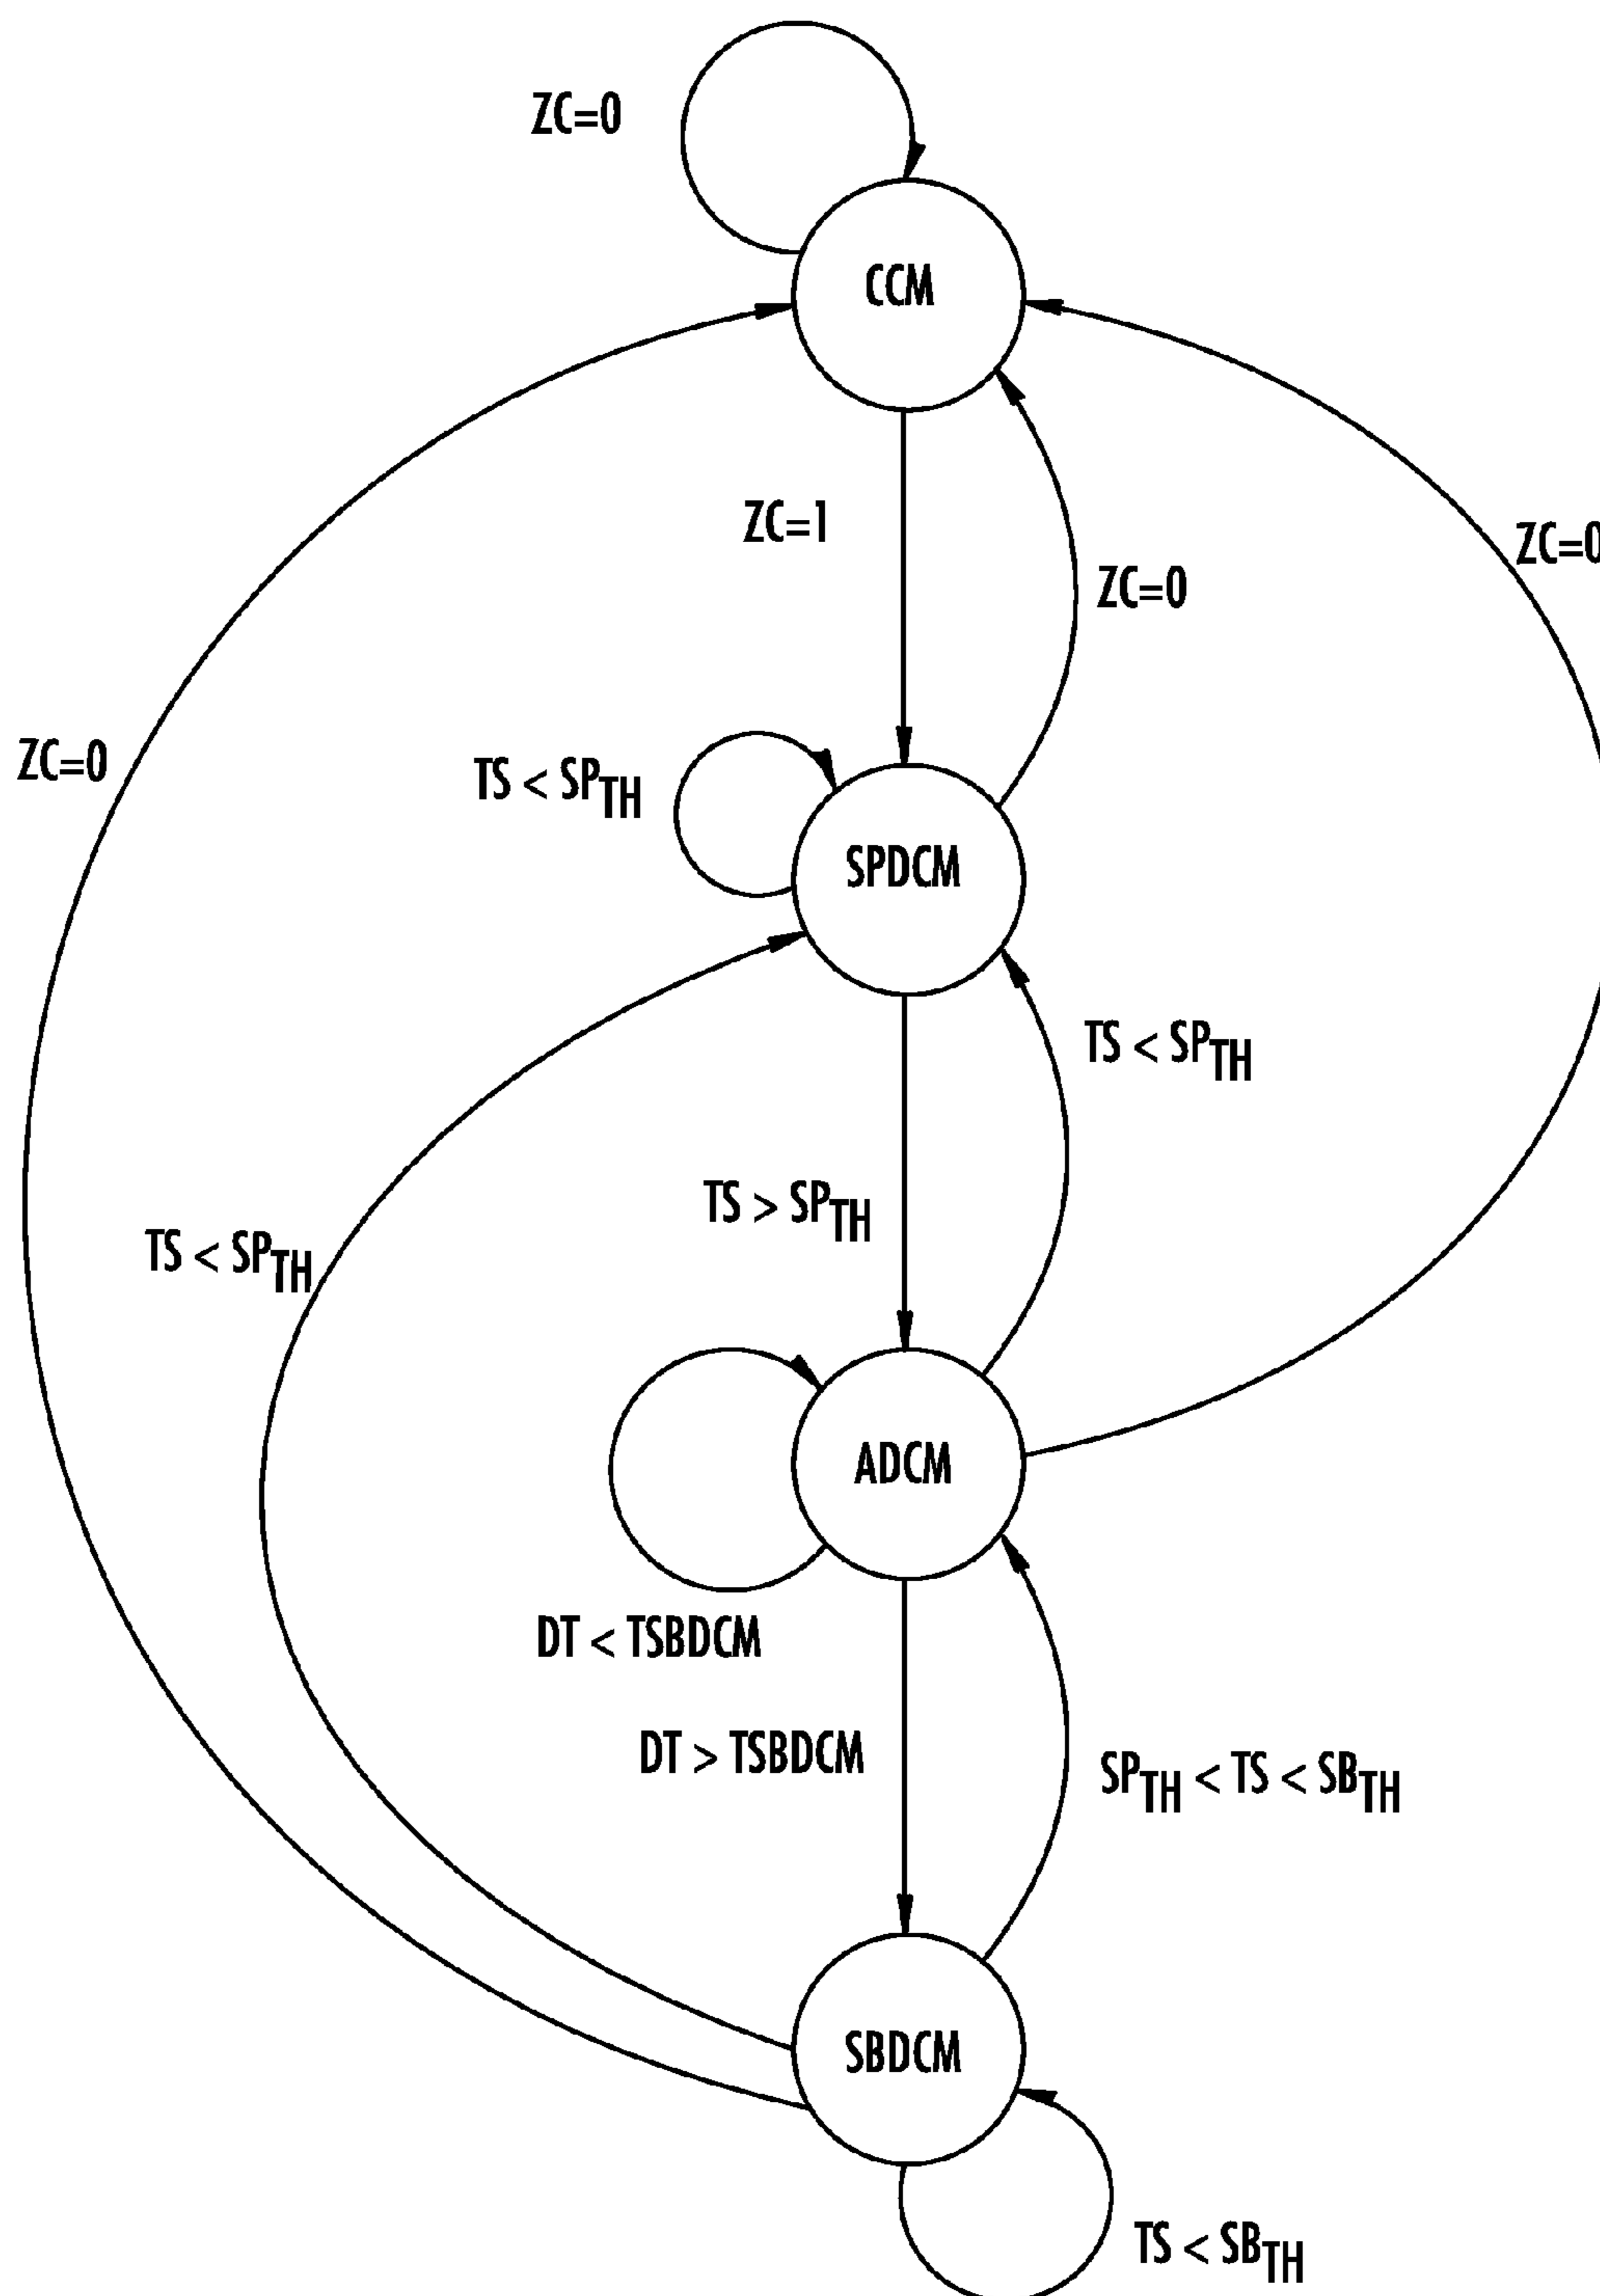 ZC=0
CCM
ZC=1
ZC=0
ZC=0
ZC=0
TS < SPTH
SPDCM
TS < SPTH
TS > SPTH
TS < SPTH
ADCM
DT < TSBDCM
DT > TSBDCM
SPTH < TS < SBTH
SBDCM
TS < SBTH